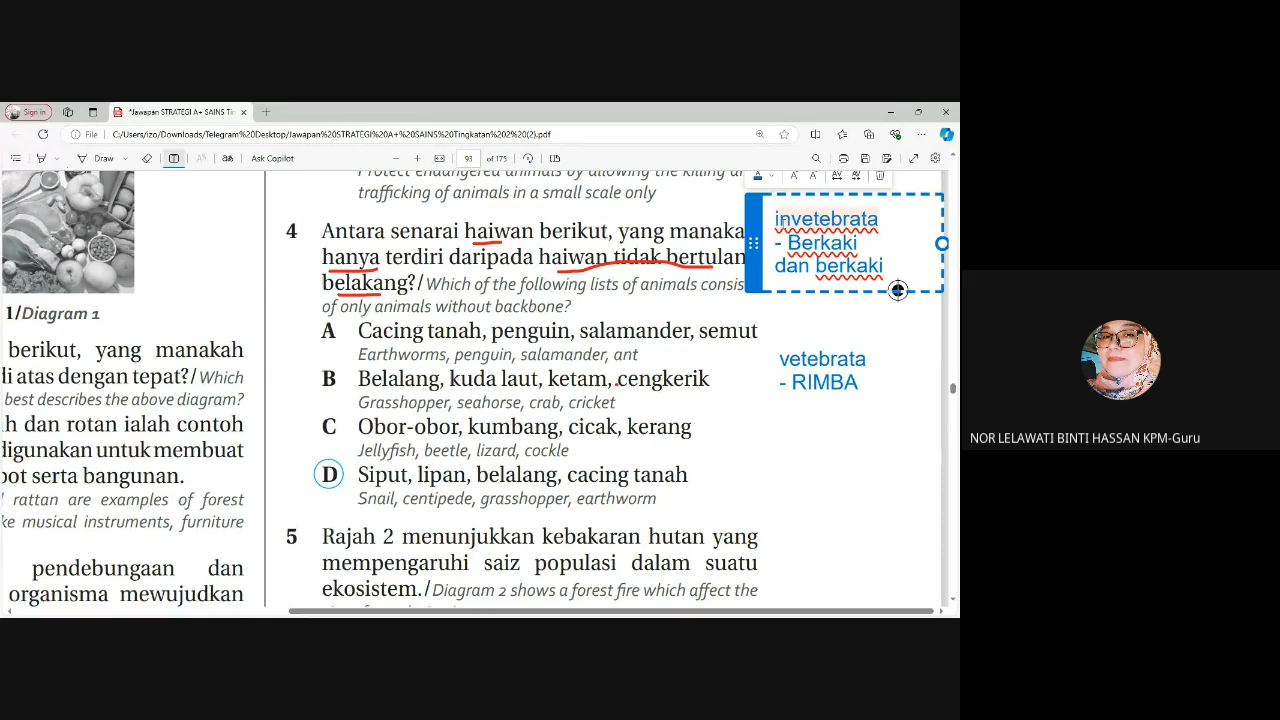 Sign in
*Jawapan STRATEGI A+ SAINS Tin
File
C:/Users/izo/Downloads/Telegram%20Desktop/Jawapan%20STRATEGI%20A+%20SAINS%20Tingkatan%202%20(2).pdf
Draw
Ask Copilot
93 of 175
Protect endangered animals by allowing the killing an
trafficking of animals in a small scale only
4 Antara senarai haiwan berikut, yang manaka
hanya terdiri daripada haiwan tidak bertulan
belakang?/Which of the following lists of animals consis
of only animals without backbone?
A Cacing tanah, penguin, salamander, semut
Earthworms, penguin, salamander, ant
B Belalang, kuda laut, ketam, cengkerik
Grasshopper, seahorse, crab, cricket
C Obor-obor, kumbang, cicak, kerang
Jellyfish, beetle, lizard, cockle
D Siput, lipan, belalang, cacing tanah
Snail, centipede, grasshopper, earthworm
5 Rajah 2 menunjukkan kebakaran hutan yang
mempengaruhi saiz populasi dalam suatu
ekosistem./Diagram 2 shows a forest fire which affect the
1/Diagram 1
berikut, yang manakah
di atas dengan tepat?/Which
best describes the above diagram?
h dan rotan ialah contoh
digunakan untuk membuat
pot serta bangunan.
rattan are examples of forest
ke musical instruments, furniture
pendebungaan dan
organisma mewujudkan
invetebrata
- Berkaki
dan berkaki
vetebrata
- RIMBA
NOR LELAWATI BINTI HASSAN KPM-Guru